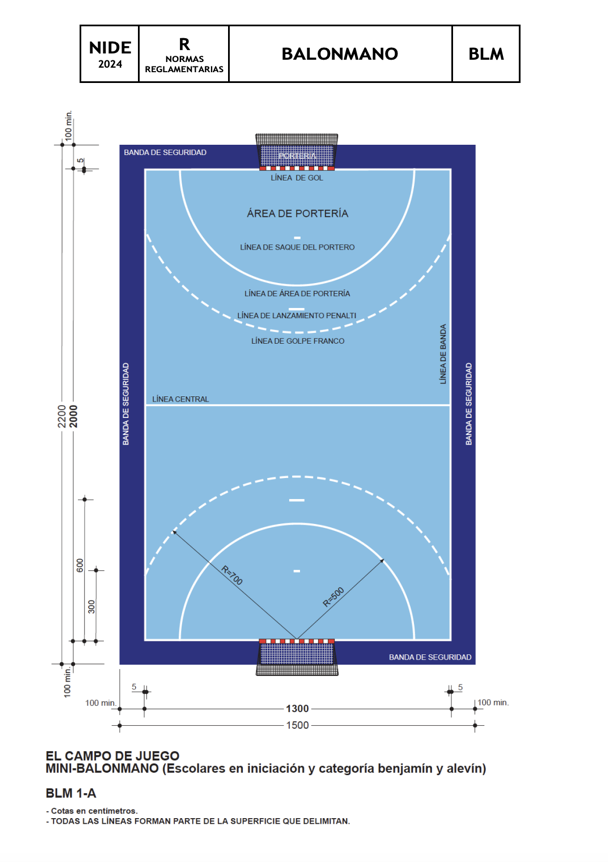 NIDE
2024
R
NORMAS
REGLAMENTARIAS
BALONMANO
BLM
100 min.
5
BANDA DE SEGURIDAD
PORTERÍA
LÍNEA DE GOL
ÁREA DE PORTERÍA
LÍNEA DE SAQUE DEL PORTERO
LÍNEA DE ÁREA DE PORTERÍA
LÍNEA DE LANZAMIENTO PENALTI
LÍNEA DE GOLPE FRANCO
LÍNEA DE BANDA
LÍNEA CENTRAL
BANDA DE SEGURIDAD
BANDA DE SEGURIDAD
2200
2000
600
300
R=700
R=500
100 min.
BANDA DE SEGURIDAD
5
5
100 min.
1300
100 min.
1500
EL CAMPO DE JUEGO
MINI-BALONMANO (Escolares en iniciación y categoría benjamín y alevín)
BLM 1-A
- Cotas en centimetros.
- TODAS LAS LÍNEAS FORMAN PARTE DE LA SUPERFICIE QUE DELIMITAN.